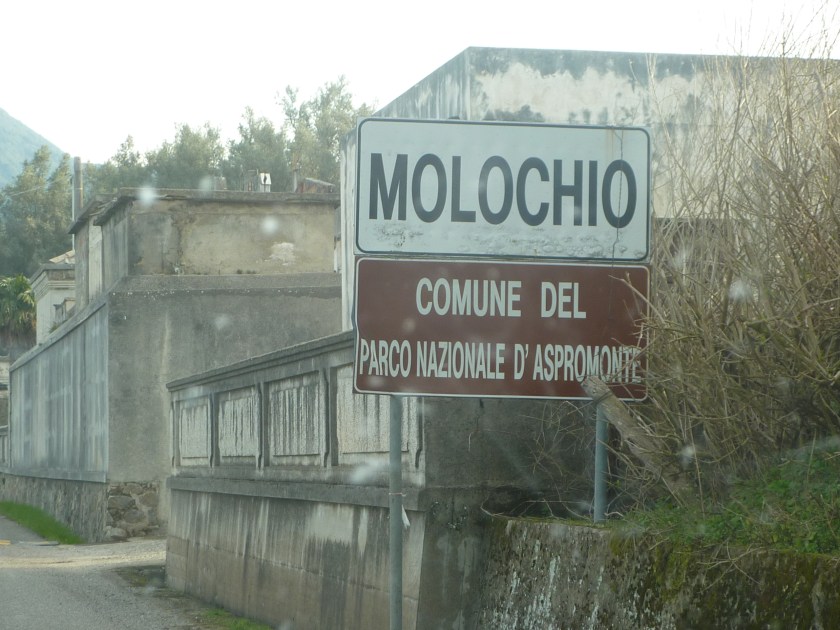 MOLOCHIO
COMUNE DEL
PARCO NAZIONALE D'ASPROMONTE